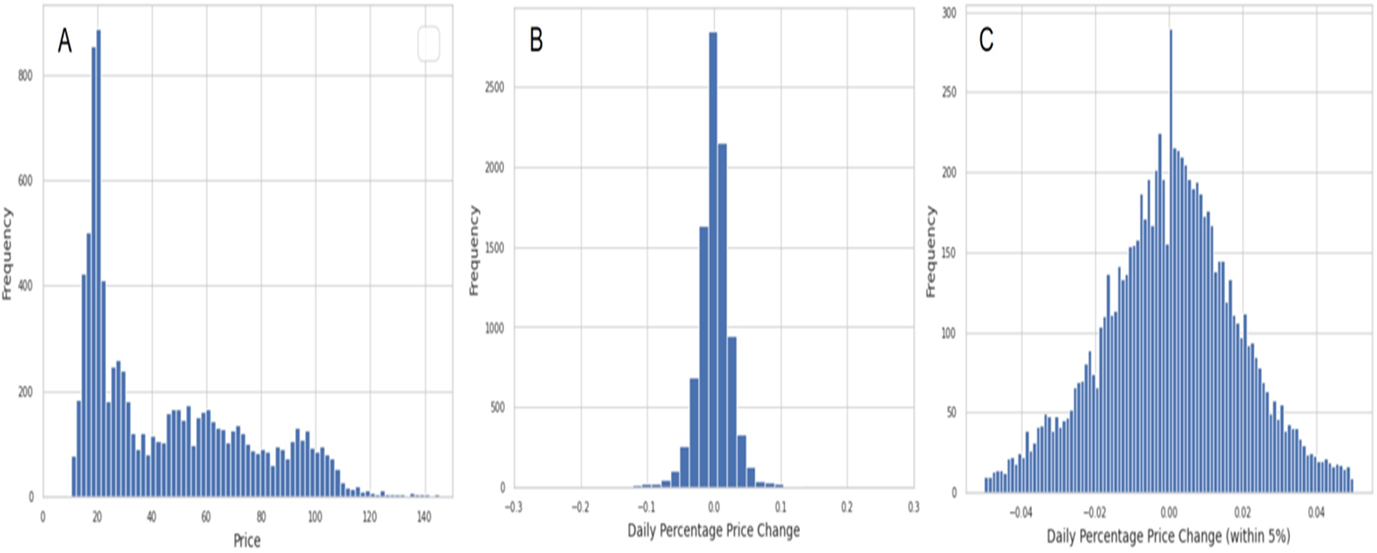 A
800
600
400
200
0
Frequency
0 20 40 60 80 100 120 140
Price
B
2500
2000
1500
1000
500
0
Frequency
−0.3 −0.2 −0.1 0.0 0.1 0.2 0.3
Daily Percentage Price Change
C
300
250
200
150
100
50
0
Frequency
−0.04 −0.02 0.00 0.02 0.04
Daily Percentage Price Change (within 5%)